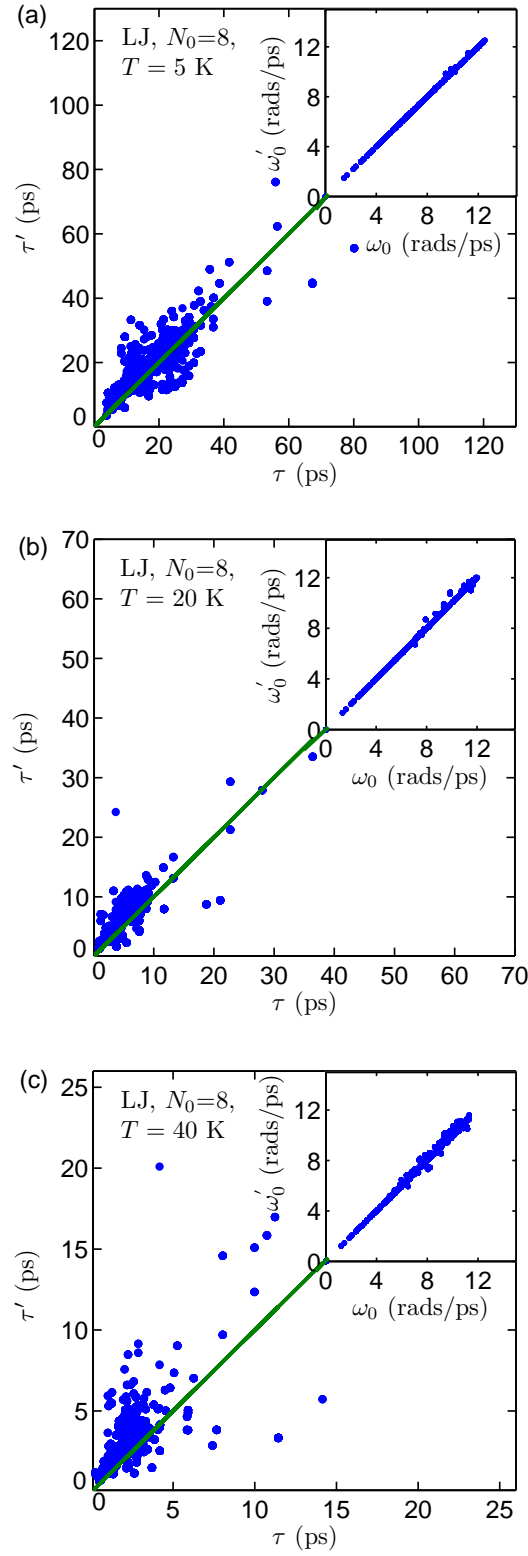 (a)
130
120
100
80
60
40
20
0
τ′ (ps)
LJ, N₀=8,
T = 5 K
12
8
4
0
ω₀′ (rads/ps)
0 4 8 12
ω₀ (rads/ps)
0 20 40 60 80 100 120
τ (ps)
(b)
70
60
50
40
30
20
10
0
τ′ (ps)
LJ, N₀=8,
T = 20 K
12
8
4
0
ω₀′ (rads/ps)
0 4 8 12
ω₀ (rads/ps)
0 10 20 30 40 50 60 70
τ (ps)
(c)
25
20
15
10
5
0
τ′ (ps)
LJ, N₀=8,
T = 40 K
12
8
4
0
ω₀′ (rads/ps)
0 4 8 12
ω₀ (rads/ps)
0 5 10 15 20 25
τ (ps)